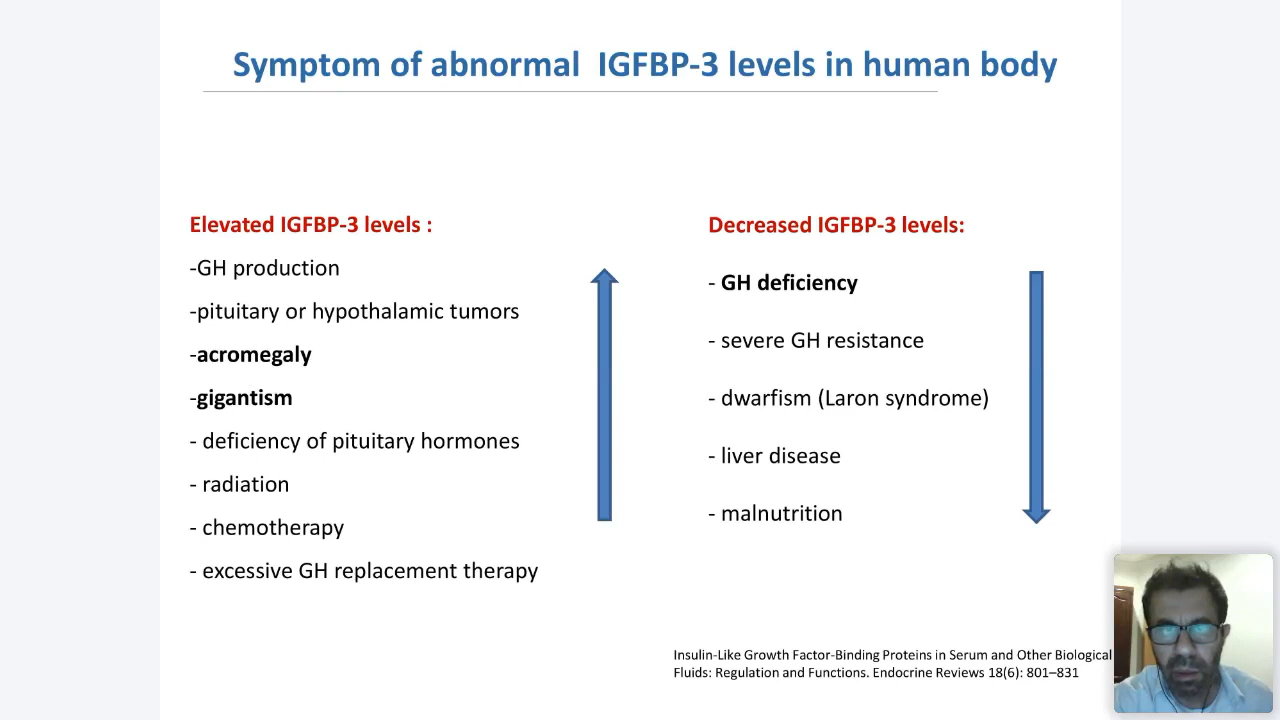 Symptom of abnormal  IGFBP-3 levels in human body
Elevated IGFBP-3 levels :
-GH production
-pituitary or hypothalamic tumors
-acromegaly
-gigantism
- deficiency of pituitary hormones
- radiation
- chemotherapy
- excessive GH replacement therapy
Decreased IGFBP-3 levels:
- GH deficiency
- severe GH resistance
- dwarfism (Laron syndrome)
- liver disease
- malnutrition
Insulin-Like Growth Factor-Binding Proteins in Serum and Other Biological
Fluids: Regulation and Functions. Endocrine Reviews 18(6): 801–831